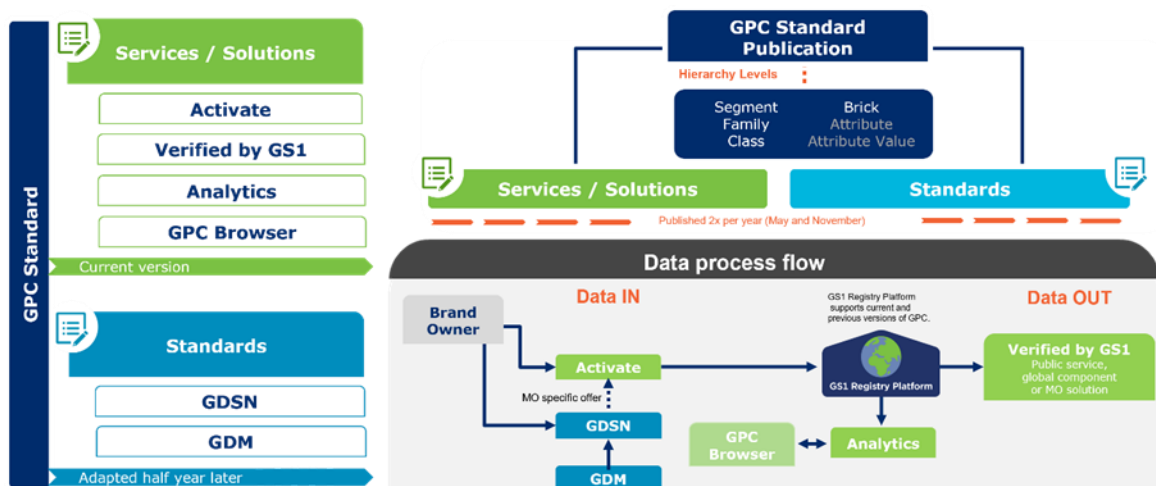 GPC Standard
Services / Solutions
Activate
Verified by GS1
Analytics
GPC Browser
Current version
Standards
GDSN
GDM
Adapted half year later
GPC Standard
Publication
Hierarchy Levels
Segment
Family
Class
Brick
Attribute
Attribute Value
Services / Solutions
Standards
Published 2x per year (May and November)
Data process flow
Data IN
Data OUT
Brand
Owner
Activate
MO specific offer
GDSN
GDM
GS1 Registry Platform
supports current and
previous versions of GPC.
GS1 Registry Platform
Verified by GS1
Public service,
global component
or MO solution
GPC
Browser
Analytics